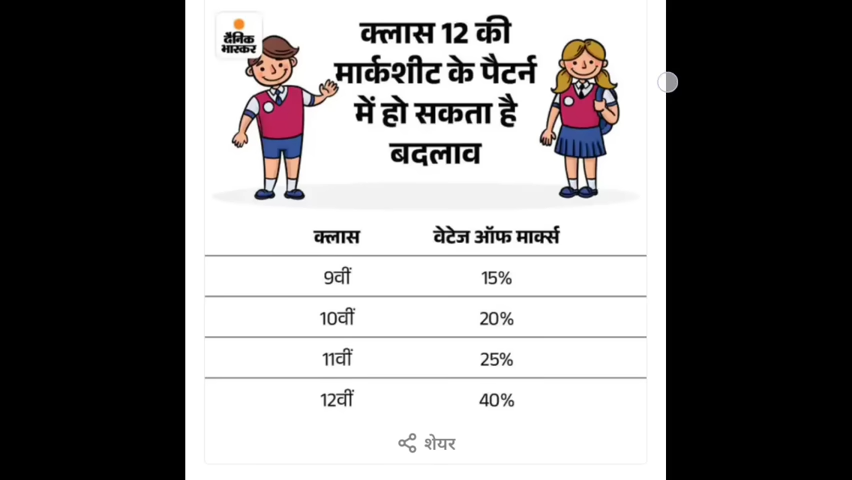 दैनिक
भास्कर
क्लास 12 की
मार्कशीट के पैटर्न
में हो सकता है
बदलाव
क्लास वेटेज ऑफ मार्क्स
9वीं 15%
10वीं 20%
11वीं 25%
12वीं 40%
शेयर